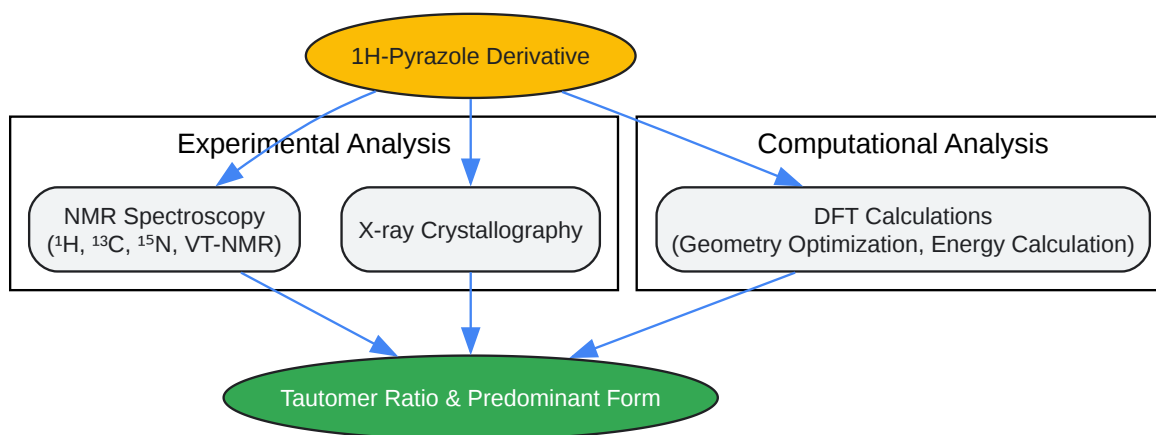 1H-Pyrazole Derivative
Experimental Analysis
Computational Analysis
NMR Spectroscopy
(¹H, ¹³C, ¹⁵N, VT-NMR)
X-ray Crystallography
DFT Calculations
(Geometry Optimization, Energy Calculation)
Tautomer Ratio & Predominant Form